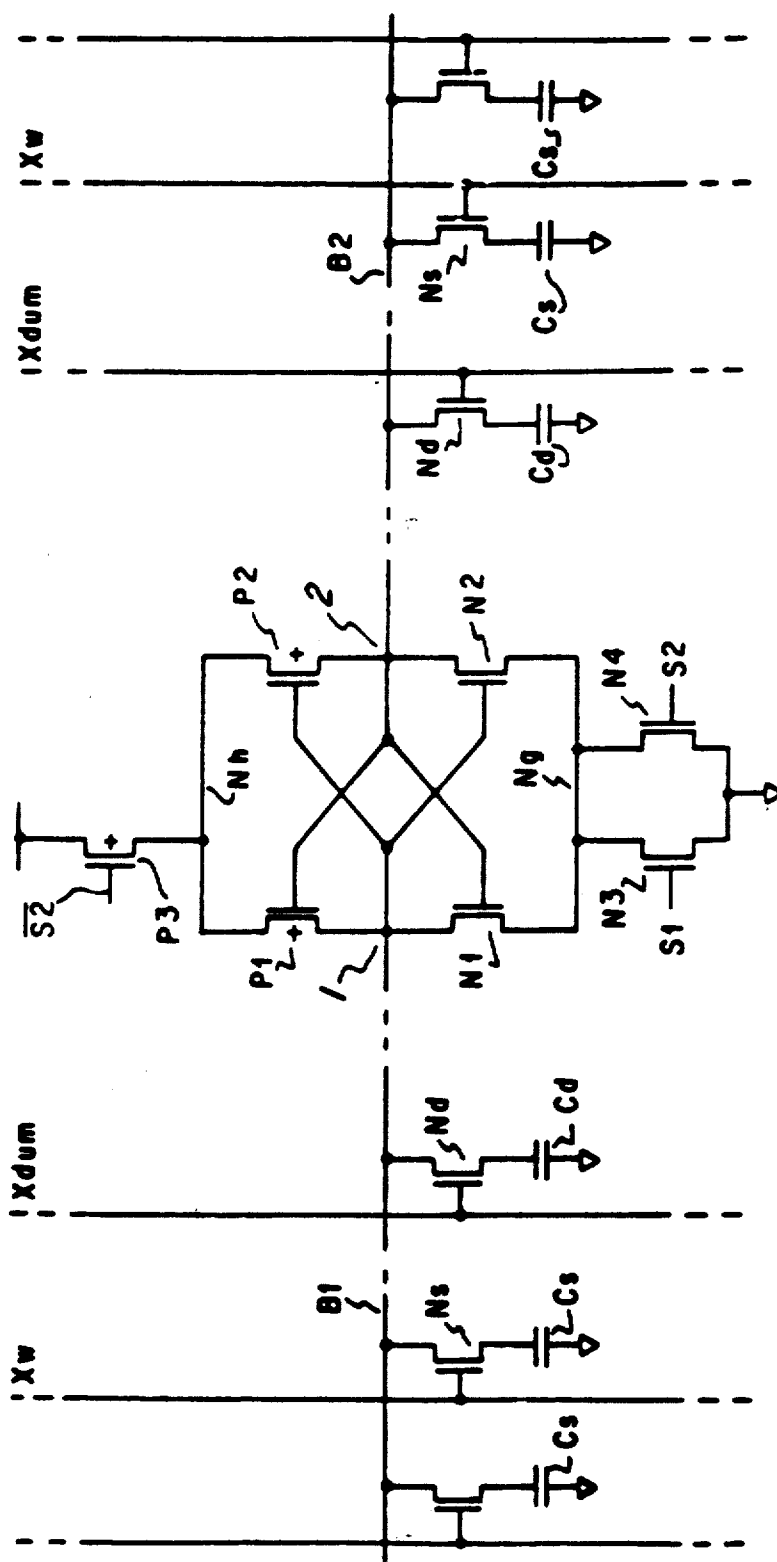 Xw
Xdum
Xdum
Xw
B1
Ns
Cs
Cs
Nd
Cd
S2
P3
Nh
P1
P2
1
2
N1
N2
Ng
N3
N4
S1
S2
B2
Nd
Cd
Ns
Cs
Cs